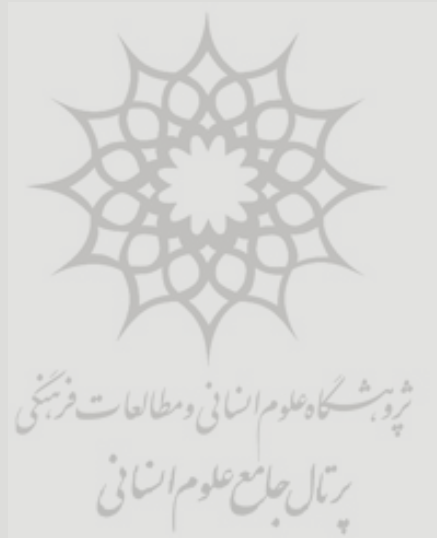 پژوهشگاه علوم انسانی و مطالعات فرهنگی
پرتال جامع علوم انسانی